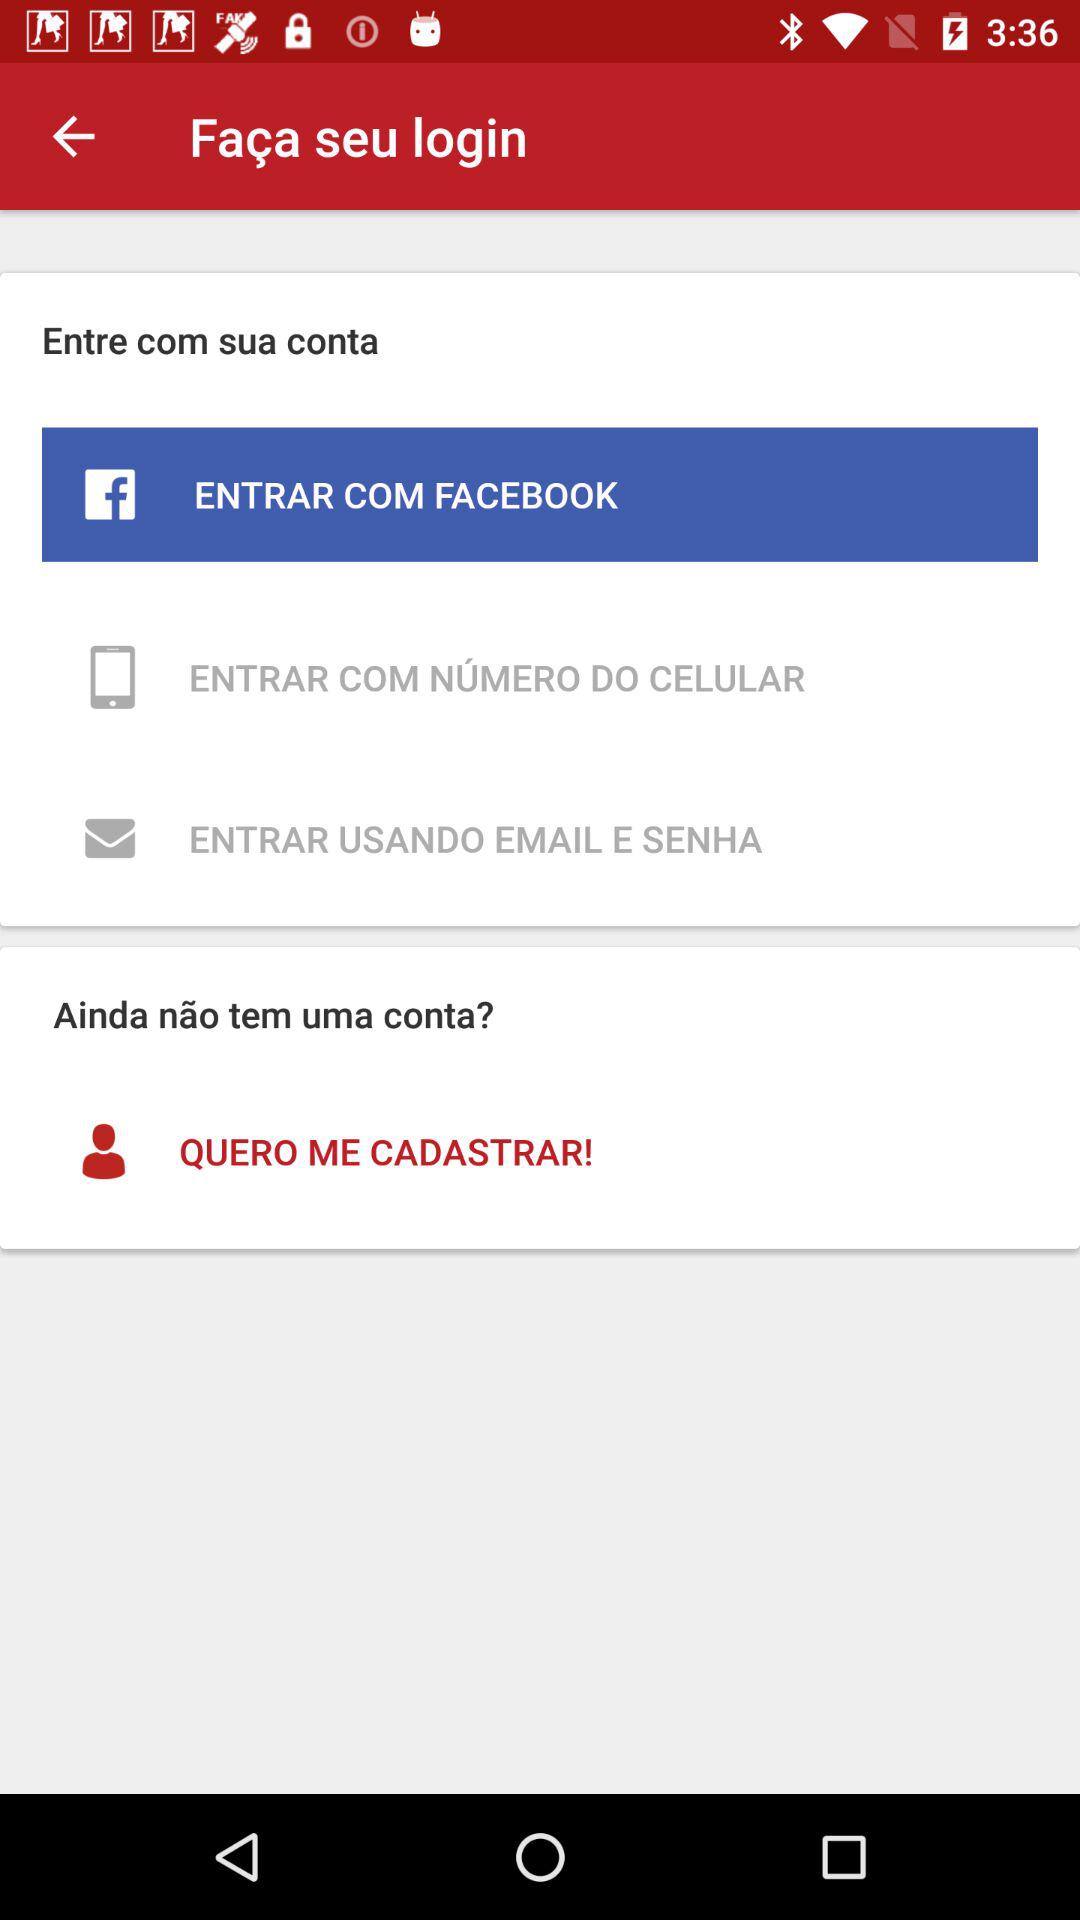 FAKE
3:36
Faça seu login
Entre com sua conta
ENTRAR COM FACEBOOK
ENTRAR COM NÚMERO DO CELULAR
ENTRAR USANDO EMAIL E SENHA
Ainda não tem uma conta?
QUERO ME CADASTRAR!